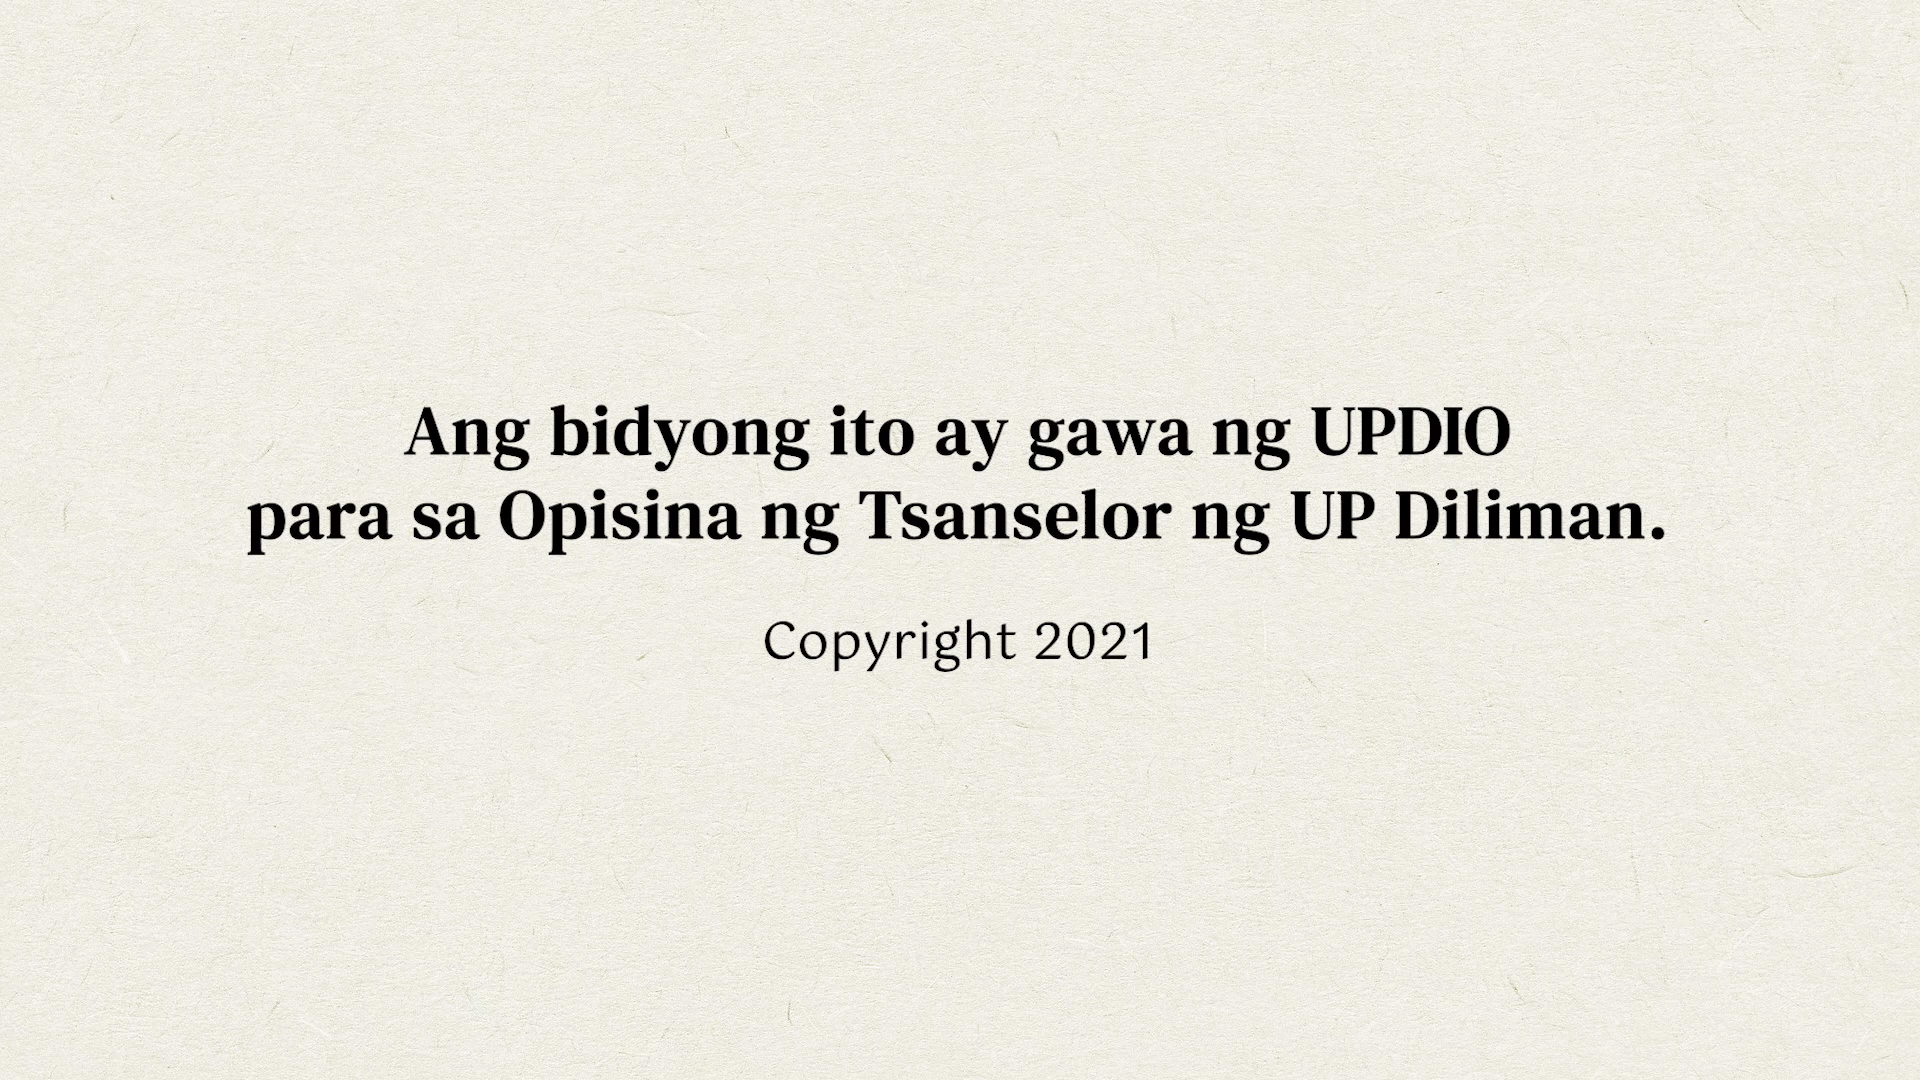 Ang bidyong ito ay gawa ng UPDIO
para sa Opisina ng Tsanselor ng UP Diliman.
Copyright 2021